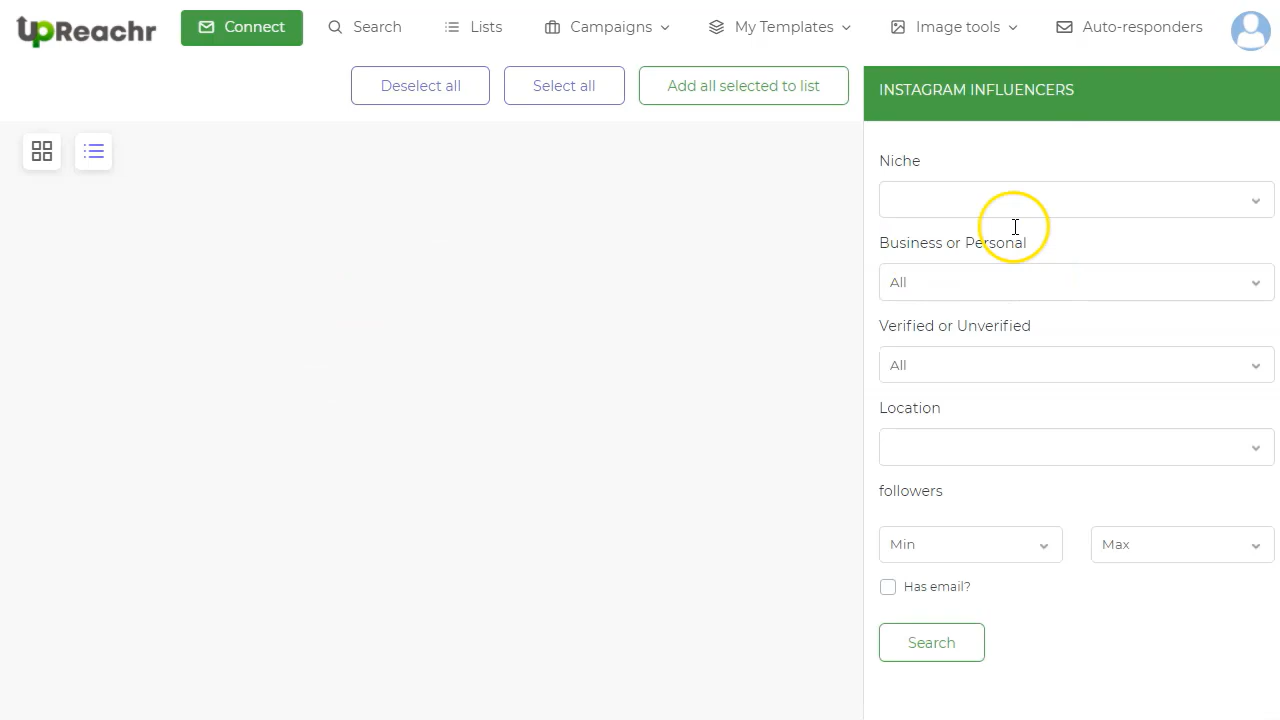 upReachr
Connect
Search
Lists
Campaigns
My Templates
Image tools
Auto-responders
Deselect all
Select all
Add all selected to list
INSTAGRAM INFLUENCERS
Niche
Business or Personal
All
Verified or Unverified
All
Location
followers
Min
Max
Has email?
Search